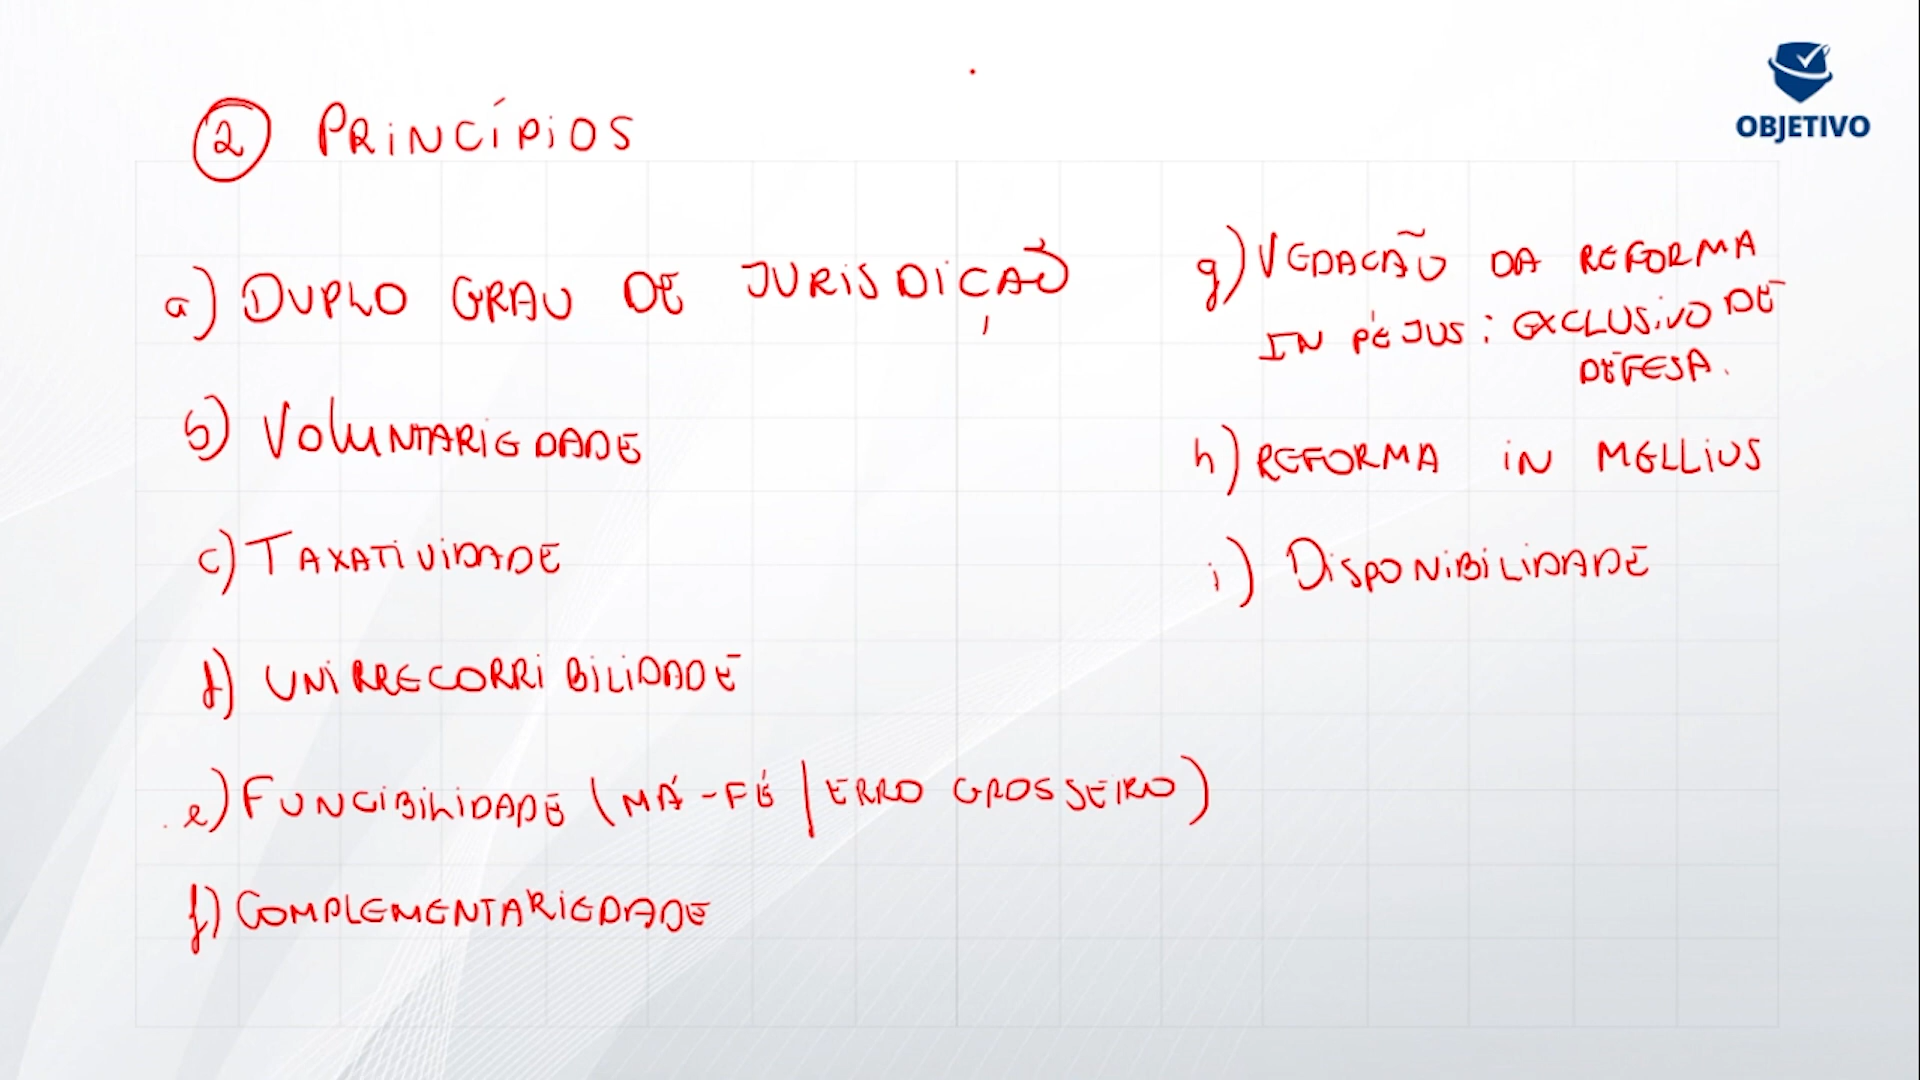 2 PRINCÍPIOS
a) DUPLO GRAU DE JURISDIÇÃO
b) VOLUNTARIEDADE
c) TAXATIVIDADE
d) UNIRRECORRIBILIDADE
e) FUNGIBILIDADE (MÁ-FÉ | ERRO GROSSEIRO)
f) COMPLEMENTARIEDADE
g) VEDAÇÃO DA REFORMA
IN PÉJUS: EXCLUSIVO DE
DEFESA.
h) REFORMA IN MELLIUS
i) DISPONIBILIDADE
OBJETIVO